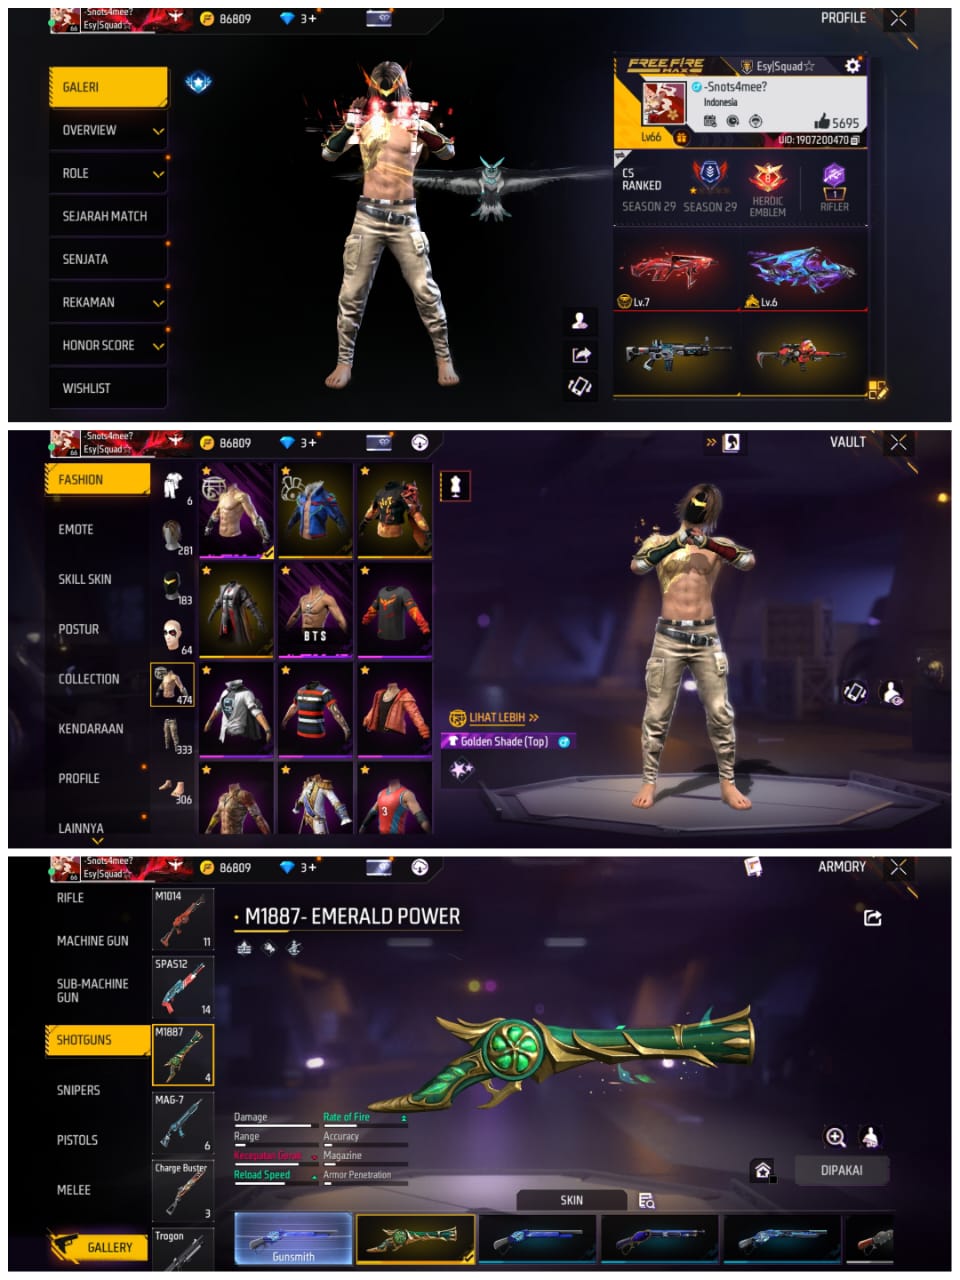 -Snots4mee?
Esy|Squad☆
66
86809
3+
PROFILE
GALERI
OVERVIEW
ROLE
SEJARAH MATCH
SENJATA
REKAMAN
HONOR SCORE
WISHLIST
FREE FIRE
MAX
Esy|Squad☆
-Snots4mee?
Indonesia
5695
Lv66
UID: 1907200470
CS
RANKED
SEASON 29
SEASON 29
8
HEROIC
EMBLEM
1
RIFLER
Lv.7
Lv.6
-Snots4mee?
Esy|Squad☆
66
86809
3+
VAULT
FASHION
EMOTE
SKILL SKIN
POSTUR
COLLECTION
KENDARAAN
PROFILE
LAINNYA
6
281
183
64
474
333
306
BTS
3
LIHAT LEBIH
Golden Shade (Top)
-Snots4mee?
Esy|Squad☆
66
86809
3+
ARMORY
RIFLE
MACHINE GUN
SUB-MACHINE
GUN
SHOTGUNS
SNIPERS
PISTOLS
MELEE
GALLERY
M1014
11
SPAS12
14
M1887
4
MAG-7
6
Charge Buster
3
Trogon
M1887- EMERALD POWER
Damage
Rate of Fire
Range
Accuracy
Kecepatan Gerak
Magazine
Reload Speed
Armor Penetration
DIPAKAI
SKIN
Gunsmith